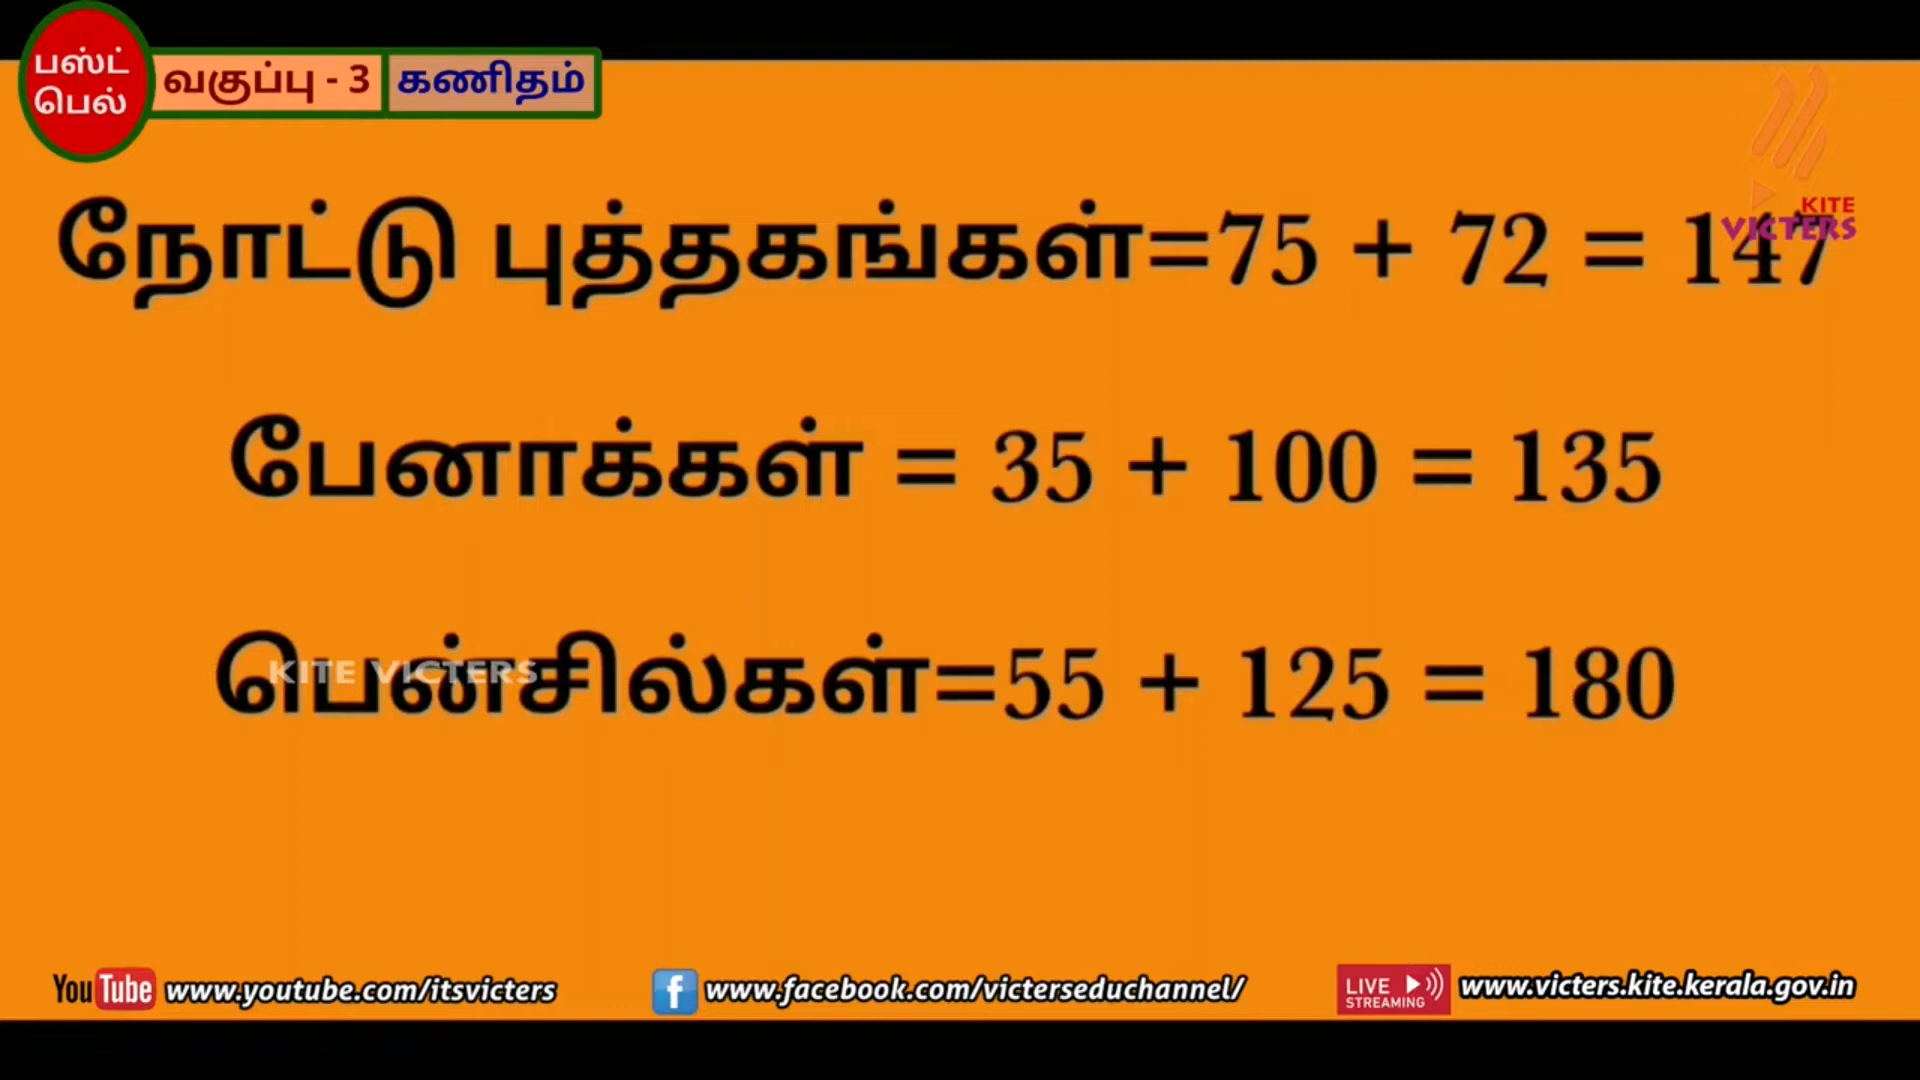 பஸ்ட்
பெல்
வகுப்பு - 3 கணிதம்
KITE
VICTERS
நோட்டு புத்தகங்கள்=75 + 72 = 147
பேனாக்கள் = 35 + 100 = 135
பென்சில்கள்=55 + 125 = 180
KITE VICTERS
YouTube www.youtube.com/itsvicters f www.facebook.com/victerseduchannel/ LIVE STREAMING www.victers.kite.kerala.gov.in